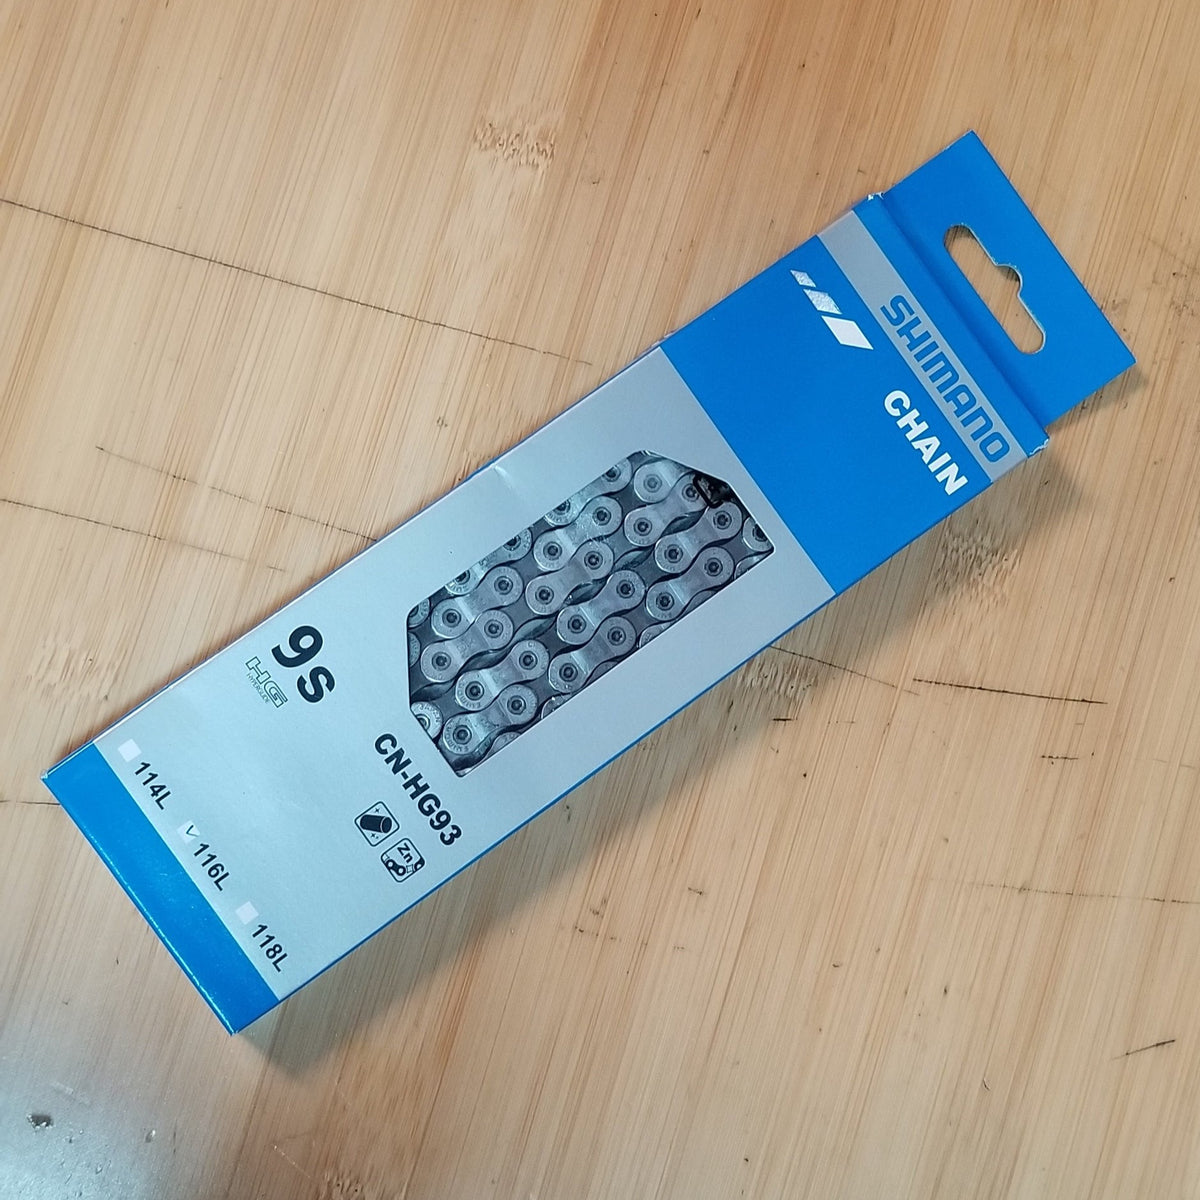 SHIMANO
CHAIN
9s
HG
HYPERGLIDE
CN-HG93
Zn
114L
✓ 116L
118L